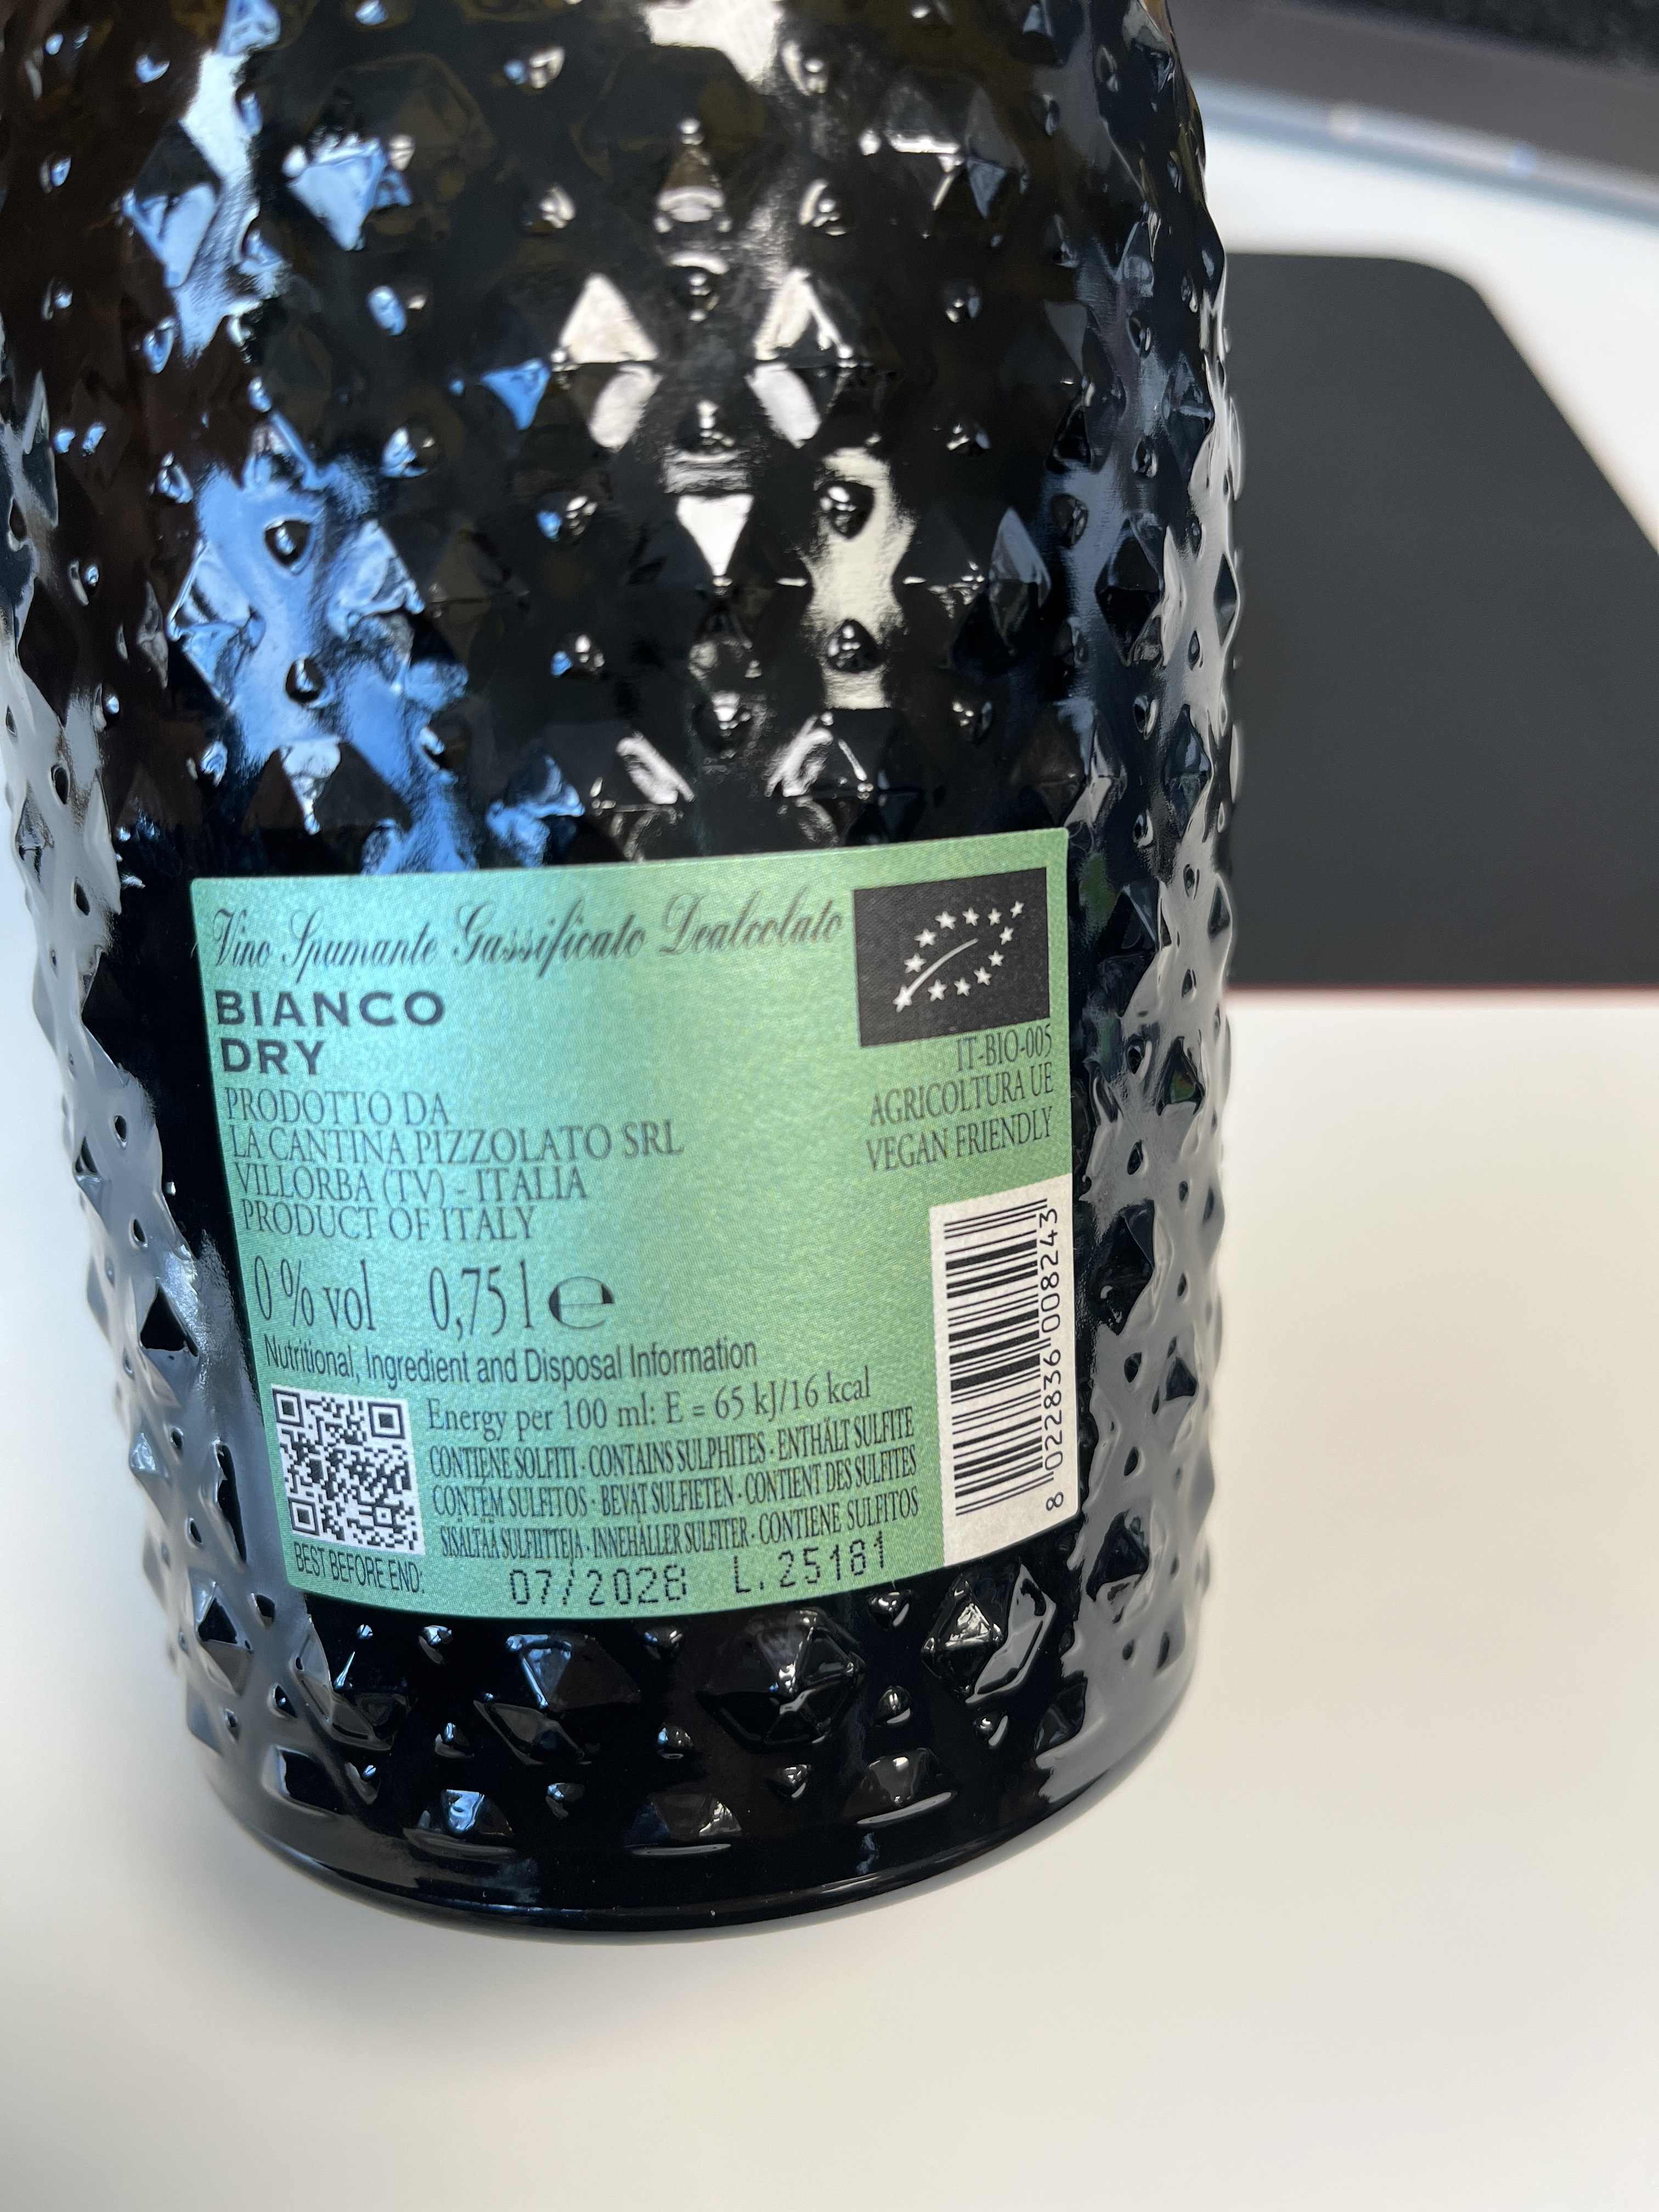 Vino Spumante Gassificato Dealcolato
BIANCO
DRY
PRODOTTO DA
LA CANTINA PIZZOLATO SRL
VILLORBA (TV) - ITALIA
PRODUCT OF ITALY
0 % vol 0,75 l e
IT-BIO-005
AGRICOLTURA UE
VEGAN FRIENDLY
Nutritional, Ingredient and Disposal Information
Energy per 100 ml: E = 65 kJ/16 kcal
CONTIENE SOLFITI · CONTAINS SULPHITES · ENTHÄLT SULFITE
CONTÉM SULFITOS · BEVAT SULFIETEN · CONTIENT DES SULFITES
SISÄLTÄÄ SULFIITTEJA · INNEHÅLLER SULFITER · CONTIENE SULFITOS
BEST BEFORE END: 07/2028 L. 25181
8 022836 008243